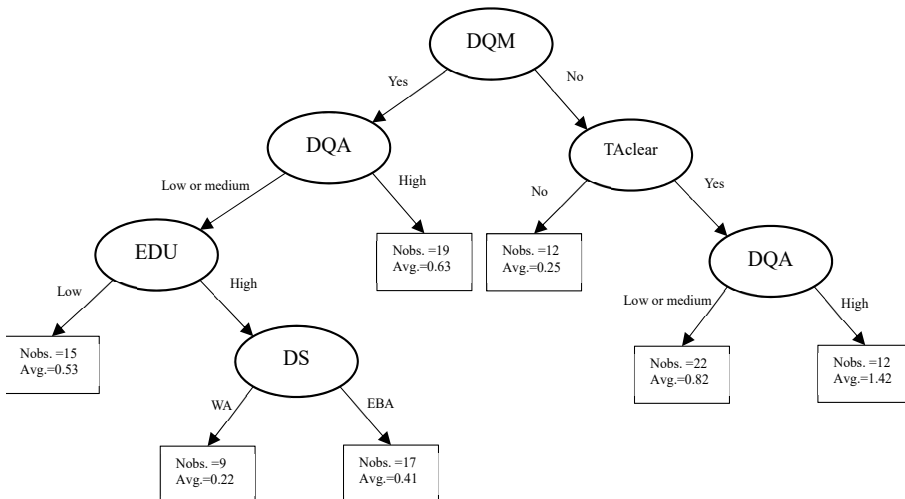 DQM
Yes
No
DQA
TAclear
Low or medium
High
No
Yes
EDU
Nobs. =19
Avg.=0.63
Nobs. =12
Avg.=0.25
DQA
Low
High
Low or medium
High
Nobs. =15
Avg.=0.53
DS
Nobs. =22
Avg.=0.82
Nobs. =12
Avg.=1.42
WA
EBA
Nobs. =9
Avg.=0.22
Nobs. =17
Avg.=0.41